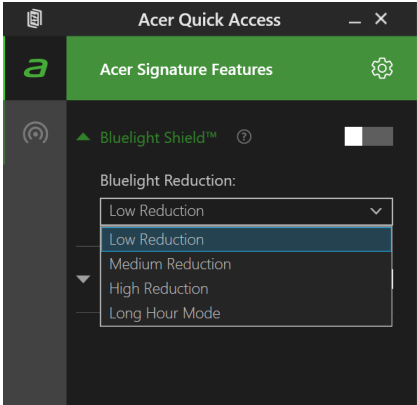 Acer Quick Access
a
Acer Signature Features
Bluelight Shield™ ?
Bluelight Reduction:
Low Reduction
Low Reduction
Medium Reduction
High Reduction
Long Hour Mode